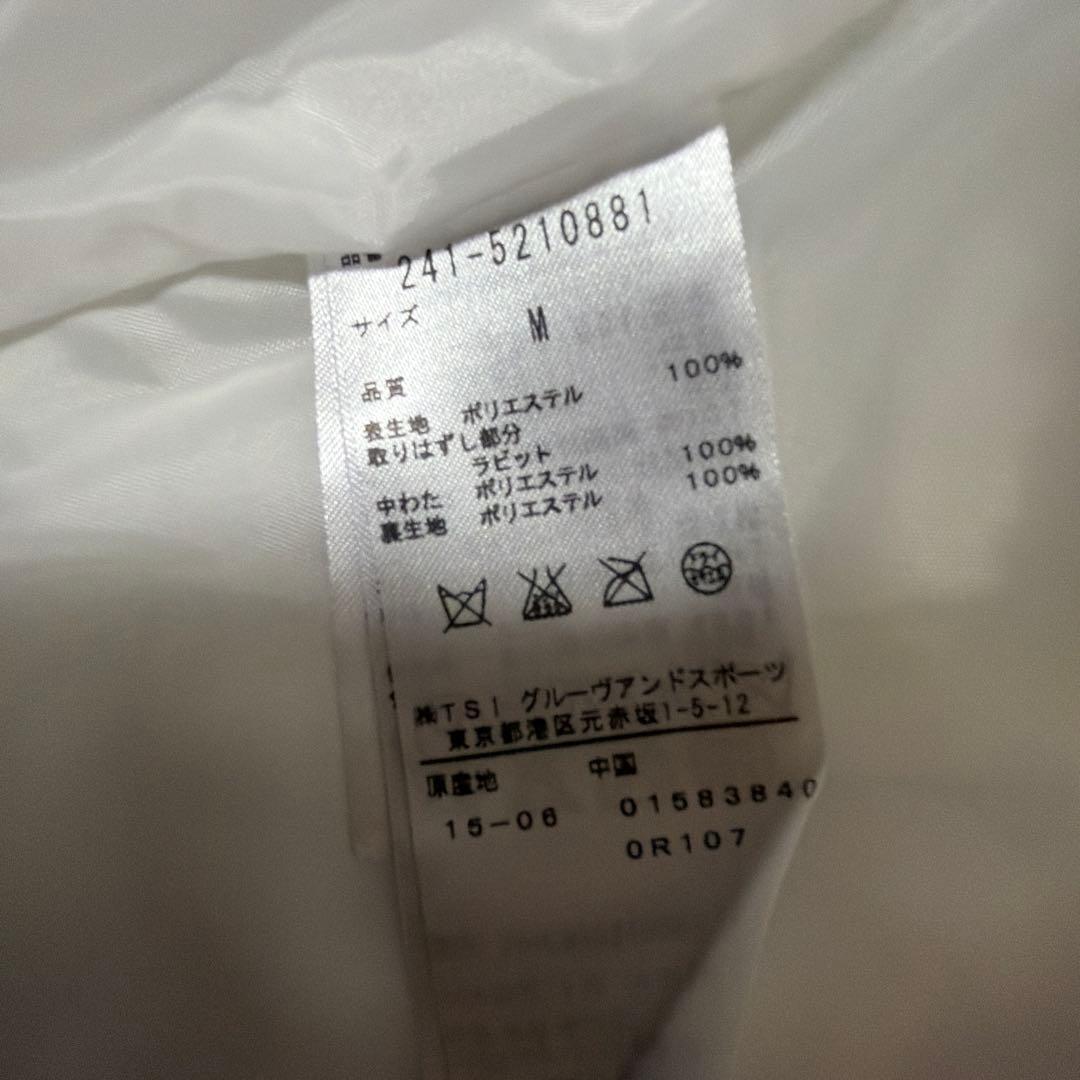 241-5210881
サイズ M
品質
表生地 ポリエステル 100%
取りはずし部分
ラビット
中わた ポリエステル 100%
裏生地 ポリエステル 100%
ドライ
㈱TSI グルーヴアンドスポーツ
東京都港区元赤坂1-5-12
原産地 中国
15-06 01583840
0R107